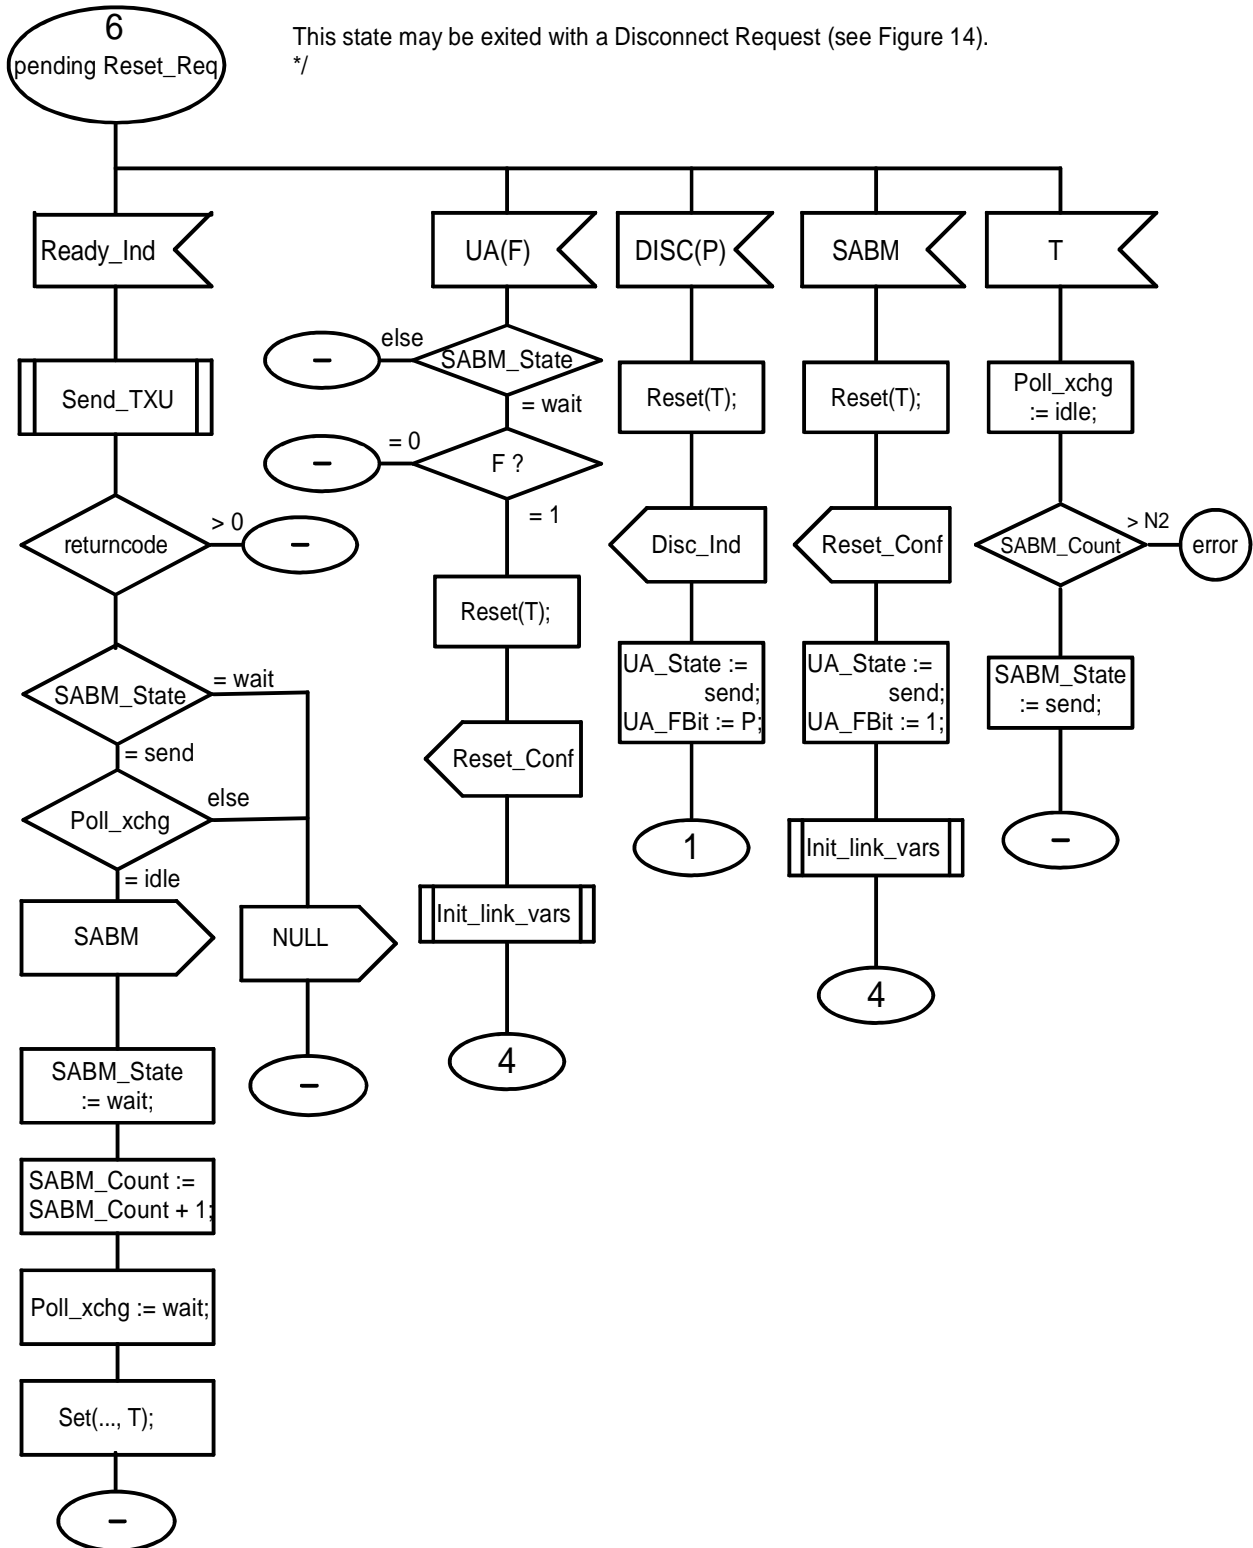 6
pending Reset_Req
This state may be exited with a Disconnect Request (see Figure 14).
*/
Ready_Ind
Send_TXU
returncode
> 0
–
SABM_State
= wait
= send
Poll_xchg
else
= idle
SABM
NULL
–
SABM_State
:= wait;
SABM_Count :=
SABM_Count + 1;
Poll_xchg := wait;
Set(..., T);
–
UA(F)
SABM_State
else
–
= wait
F ?
= 0
–
= 1
Reset(T);
Reset_Conf
Init_link_vars
4
DISC(P)
Reset(T);
Disc_Ind
UA_State :=
send;
UA_FBit := P;
1
SABM
Reset(T);
Reset_Conf
UA_State :=
send;
UA_FBit := 1;
Init_link_vars
4
T
Poll_xchg
:= idle;
SABM_Count
> N2
error
SABM_State
:= send;
–